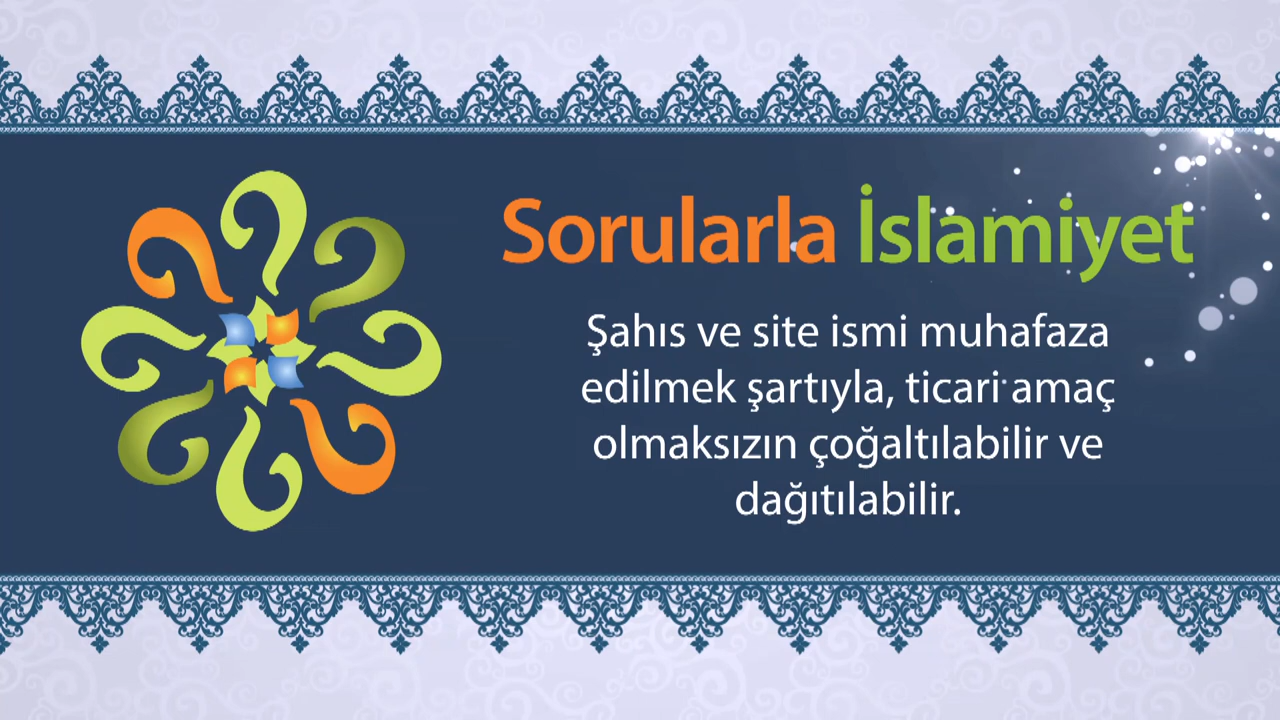 Sorularla İslamiyet
Şahıs ve site ismi muhafaza
edilmek şartıyla, ticari amaç
olmaksızın çoğaltılabilir ve
dağıtılabilir.